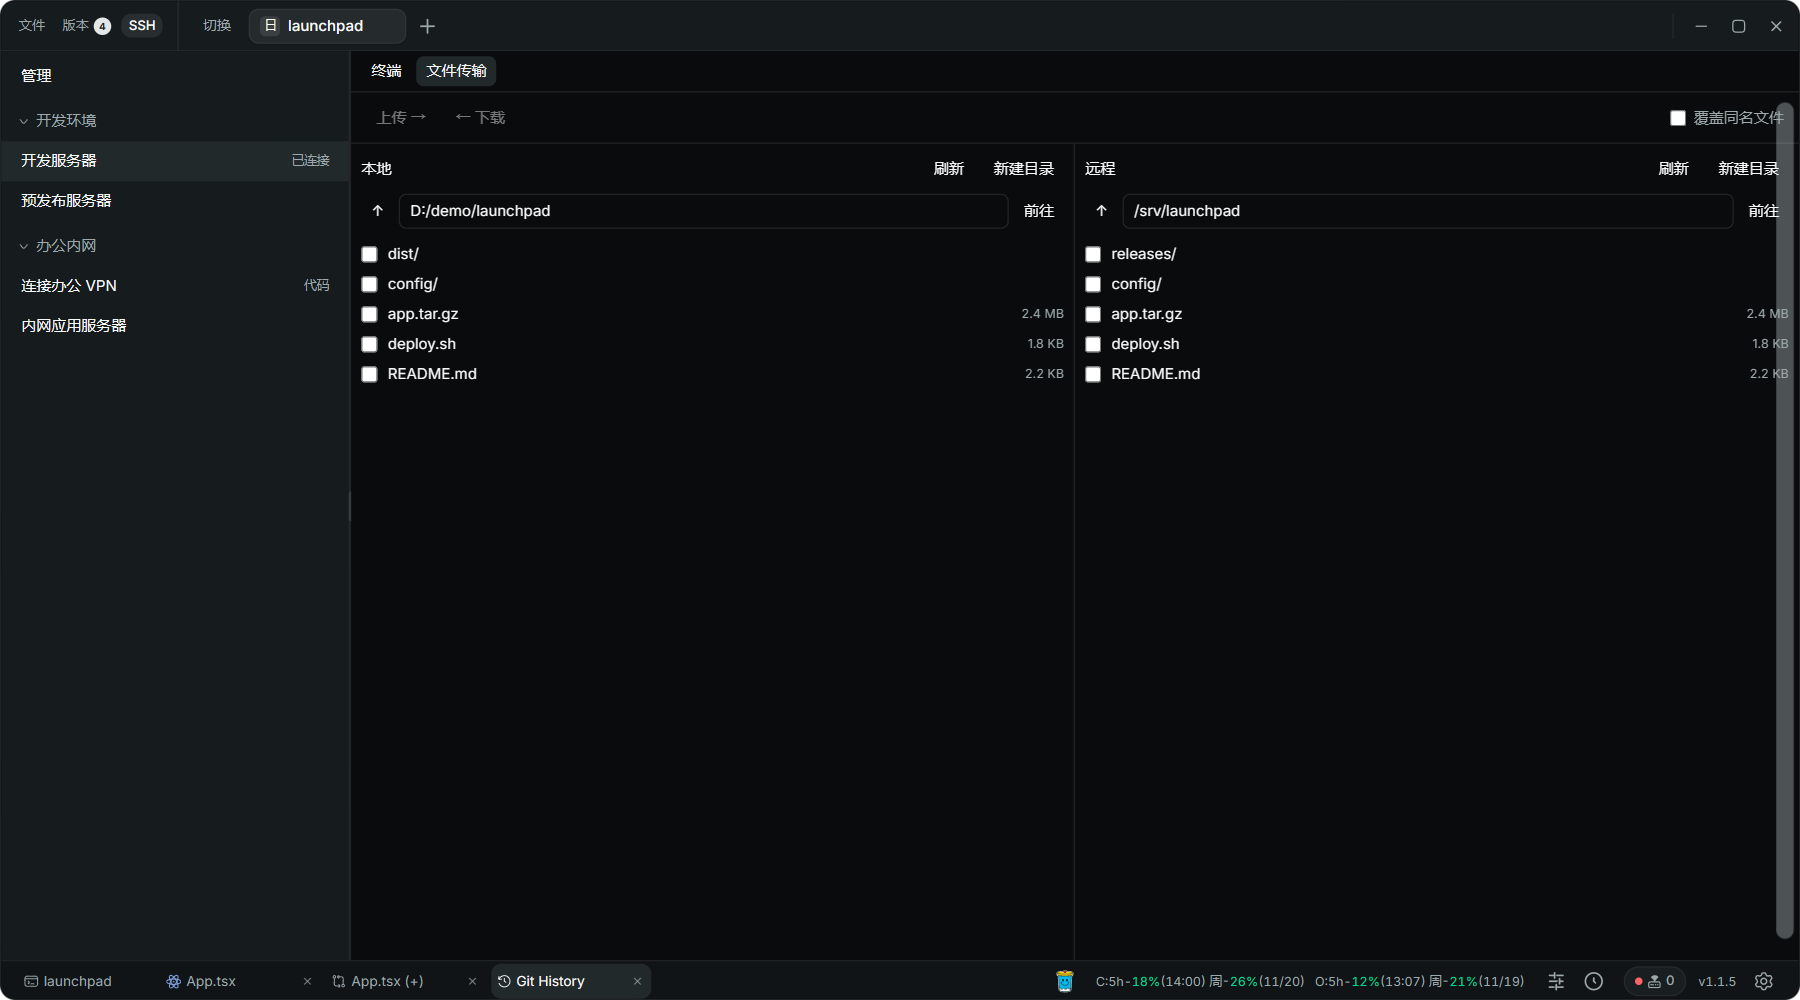 文件 版本 4 SSH 切换 日 launchpad
管理
开发环境
开发服务器 已连接
预发布服务器
办公内网
连接办公 VPN 代码
内网应用服务器
终端 文件传输
上传 → ← 下载 覆盖同名文件
本地 刷新 新建目录
↑ D:/demo/launchpad 前往
dist/
config/
app.tar.gz 2.4 MB
deploy.sh 1.8 KB
README.md 2.2 KB
远程 刷新 新建目录
↑ /srv/launchpad 前往
releases/
config/
app.tar.gz 2.4 MB
deploy.sh 1.8 KB
README.md 2.2 KB
launchpad App.tsx × App.tsx (+) × Git History × C:5h-18%(14:00) 周-26%(11/20) O:5h-12%(13:07) 周-21%(11/19) 0 v1.1.5